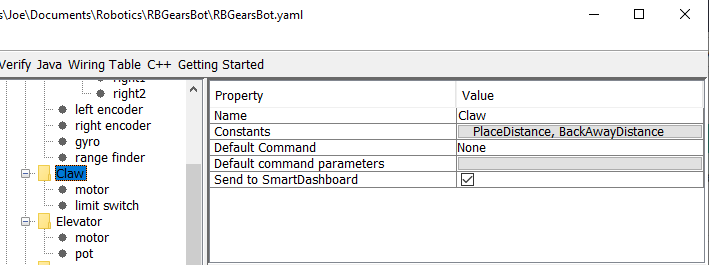 s\Joe\Documents\Robotics\RBGearsBot\RBGearsBot.yaml
Verify Java Wiring Table C++ Getting Started
right1
right2
left encoder
right encoder
gyro
range finder
Claw
motor
limit switch
Elevator
motor
pot
Property Value
Name Claw
Constants PlaceDistance, BackAwayDistance
Default Command None
Default command parameters
Send to SmartDashboard